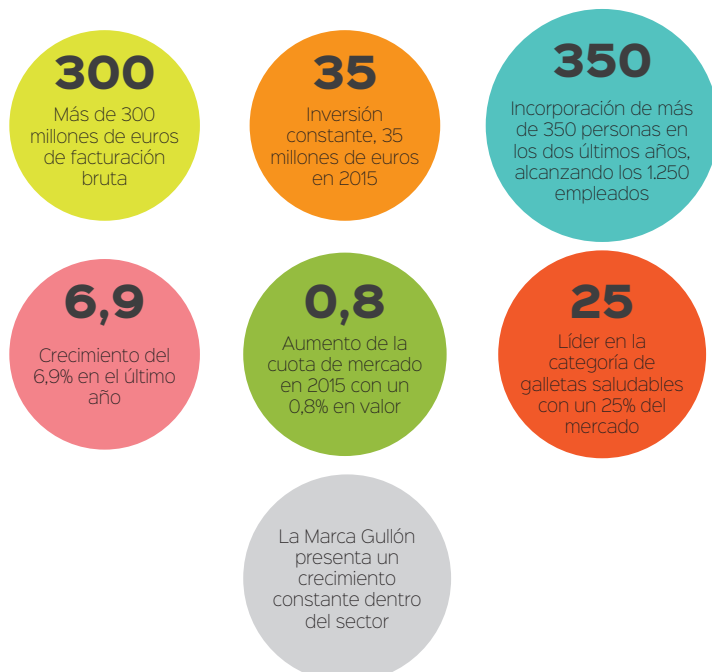 300
Más de 300
millones de euros
de facturación
bruta
35
Inversión
constante, 35
millones de euros
en 2015
350
Incorporación de más
de 350 personas en
los dos últimos años,
alcanzando los 1.250
empleados
6,9
Crecimiento del
6,9% en el último
año
0,8
Aumento de la
cuota de mercado
en 2015 con un
0,8% en valor
25
Líder en la
categoría de
galletas saludables
con un 25% del
mercado
La Marca Gullón
presenta un
crecimiento
constante dentro
del sector